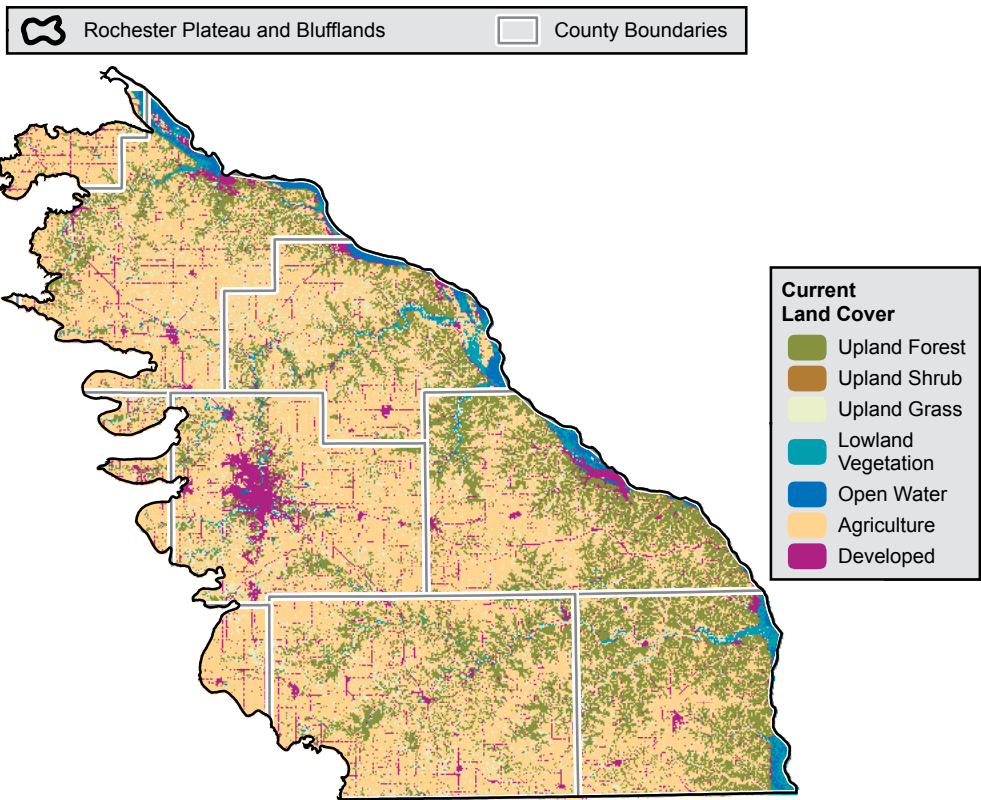 Rochester Plateau and Blufflands
County Boundaries
Current
Land Cover
Upland Forest
Upland Shrub
Upland Grass
Lowland
Vegetation
Open Water
Agriculture
Developed